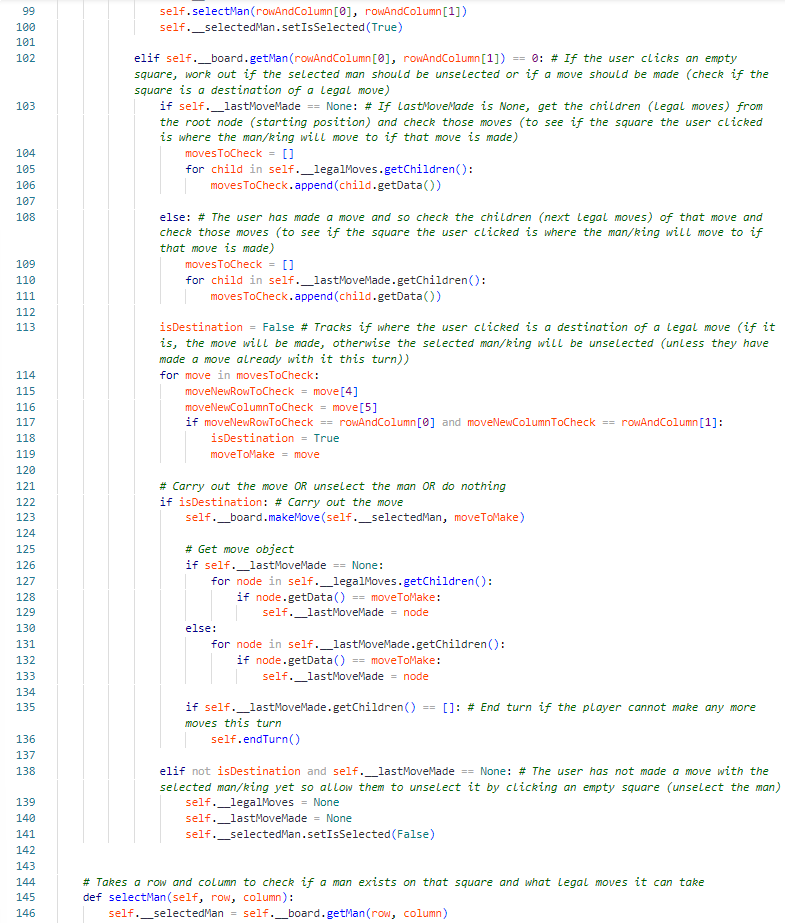 99 self.selectMan(rowAndColumn[0], rowAndColumn[1])
100 self.__selectedMan.setIsSelected(True)
101
102 elif self.__board.getMan(rowAndColumn[0], rowAndColumn[1]) == 0: # If the user clicks an empty
square, work out if the selected man should be unselected or if a move should be made (check if the
square is a destination of a legal move)
103 if self.__lastMoveMade == None: # If lastMoveMade is None, get the children (legal moves) from
the root node (starting position) and check those moves (to see if the square the user clicked
is where the man/king will move to if that move is made)
104 movesToCheck = []
105 for child in self.__legalMoves.getChildren():
106 movesToCheck.append(child.getData())
107
108 else: # The user has made a move and so check the children (next legal moves) of that move and
check those moves (to see if the square the user clicked is where the man/king will move to if
that move is made)
109 movesToCheck = []
110 for child in self.__lastMoveMade.getChildren():
111 movesToCheck.append(child.getData())
112
113 isDestination = False # Tracks if where the user clicked is a destination of a legal move (if it
is, the move will be made, otherwise the selected man/king will be unselected (unless they have
made a move already with it this turn))
114 for move in movesToCheck:
115 moveNewRowToCheck = move[4]
116 moveNewColumnToCheck = move[5]
117 if moveNewRowToCheck == rowAndColumn[0] and moveNewColumnToCheck == rowAndColumn[1]:
118 isDestination = True
119 moveToMake = move
120
121 # Carry out the move OR unselect the man OR do nothing
122 if isDestination: # Carry out the move
123 self.__board.makeMove(self.__selectedMan, moveToMake)
124
125 # Get move object
126 if self.__lastMoveMade == None:
127 for node in self.__legalMoves.getChildren():
128 if node.getData() == moveToMake:
129 self.__lastMoveMade = node
130 else:
131 for node in self.__lastMoveMade.getChildren():
132 if node.getData() == moveToMake:
133 self.__lastMoveMade = node
134
135 if self.__lastMoveMade.getChildren() == []: # End turn if the player cannot make any more
moves this turn
136 self.endTurn()
137
138 elif not isDestination and self.__lastMoveMade == None: # The user has not made a move with the
selected man/king yet so allow them to unselect it by clicking an empty square (unselect the man)
139 self.__legalMoves = None
140 self.__lastMoveMade = None
141 self.__selectedMan.setIsSelected(False)
142
143
144 # Takes a row and column to check if a man exists on that square and what legal moves it can take
145 def selectMan(self, row, column):
146 self.__selectedMan = self.__board.getMan(row, column)